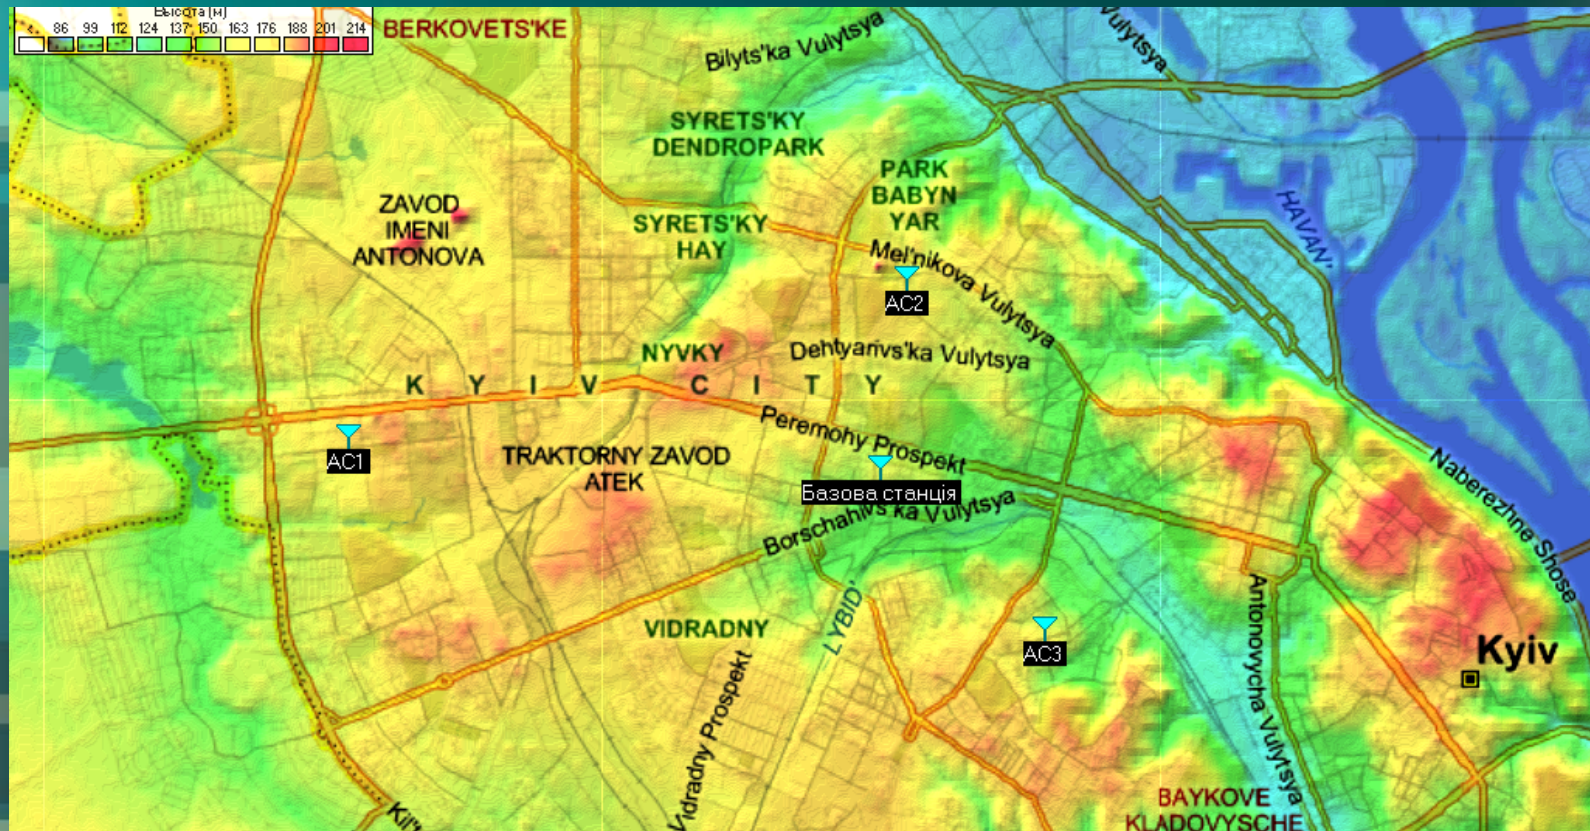 Высота (м)
86 99 112 124 137 150 163 176 188 201 214
BERKOVETS'KE
Bilyts'ka Vulytsya
Vulytsya
SYRETS'KY
DENDROPARK
PARK
BABYN
YAR
ZAVOD
IMENI
ANTONOVA
SYRETS'KY
HAY
HAVAN'
Mel'nikova Vulytsya
AC2
NYVKY
Dehtyarivs'ka Vulytsya
KYIV CITY
Peremohy Prospekt
AC1
TRAKTORNY ZAVOD
ATEK
Базова станція
Borschahivs'ka Vulytsya
Naberezhne Shose
LYBID'
VIDRADNY
AC3
Antonovycha Vulytsya
Kyiv
Vidradny Prospekt
BAYKOVE
KLADOVYSCHE